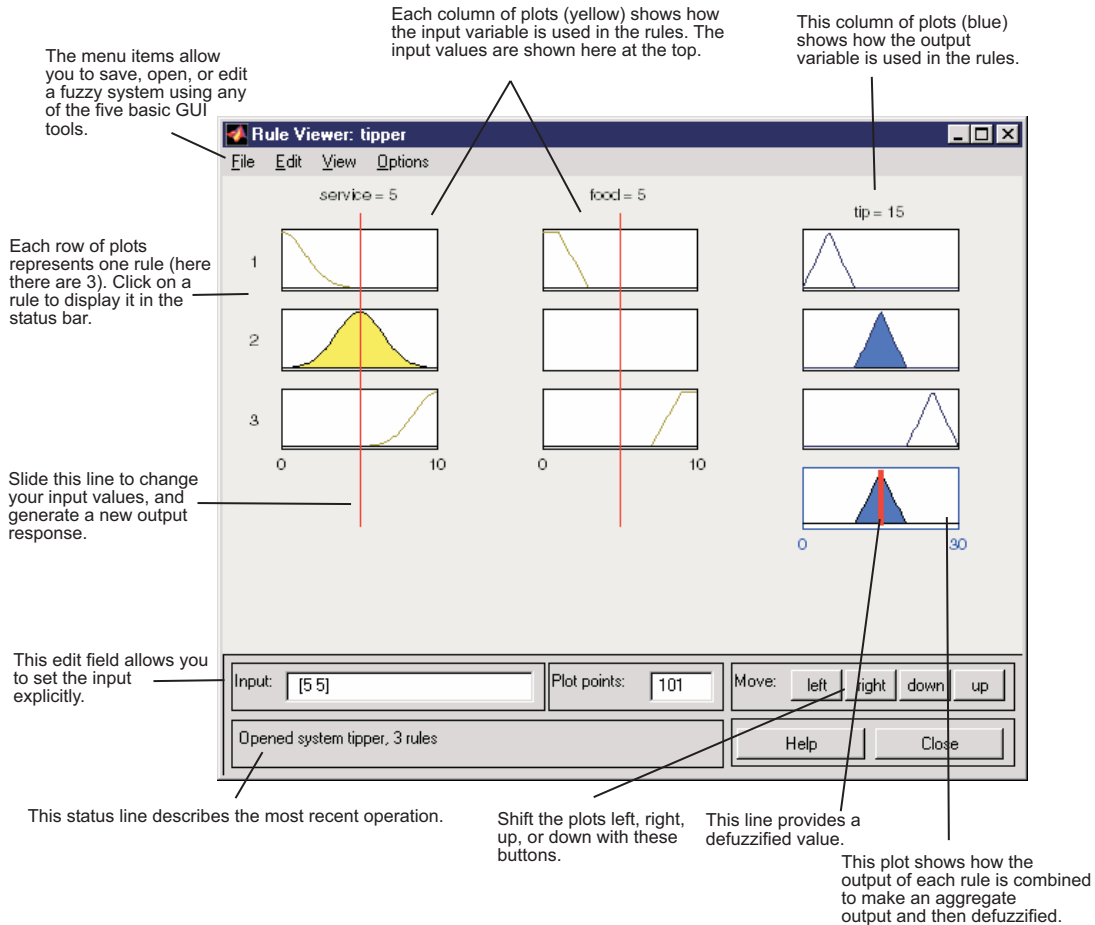 Each column of plots (yellow) shows how
the input variable is used in the rules. The
input values are shown here at the top.
This column of plots (blue)
shows how the output
variable is used in the rules.
The menu items allow
you to save, open, or edit
a fuzzy system using any
of the five basic GUI
tools.
Rule Viewer: tipper
File Edit View Options
service = 5
food = 5
tip = 15
Each row of plots
represents one rule (here
there are 3). Click on a
rule to display it in the
status bar.
1
2
3
0 10
0 10
0 30
Slide this line to change
your input values, and
generate a new output
response.
This edit field allows you
to set the input
explicitly.
Input: [5 5]
Plot points: 101
Move: left right down up
Opened system tipper, 3 rules
Help Close
This status line describes the most recent operation.
Shift the plots left, right,
up, or down with these
buttons.
This line provides a
defuzzified value.
This plot shows how the
output of each rule is combined
to make an aggregate
output and then defuzzified.